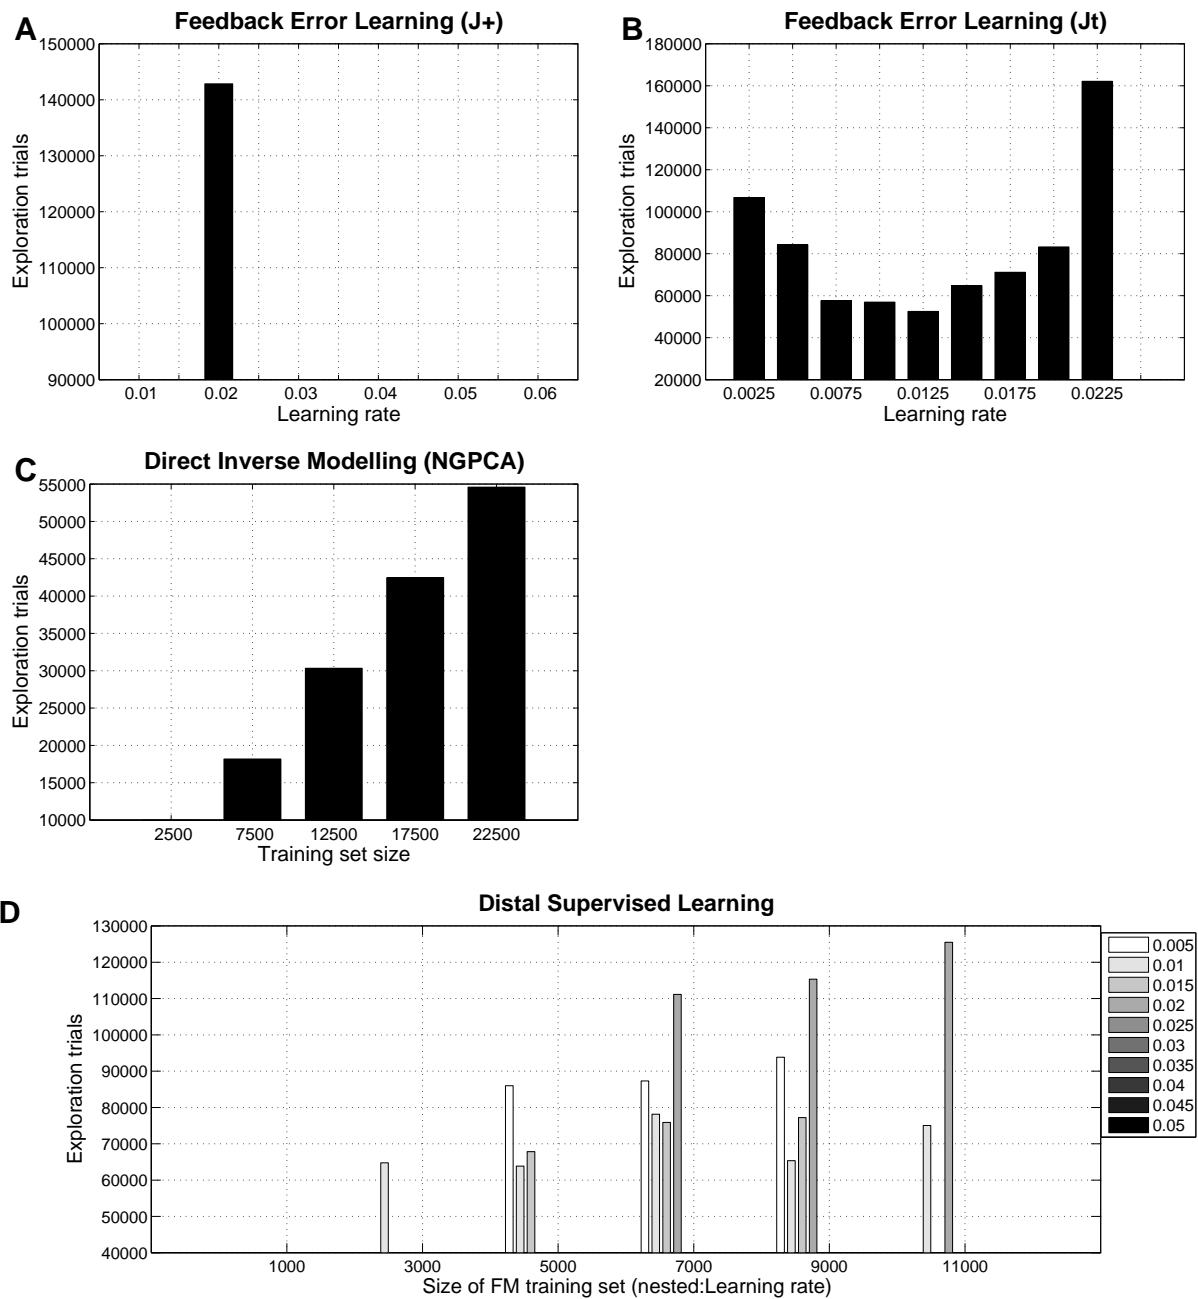 A
Feedback Error Learning (J+)
150000
140000
130000
120000
110000
100000
90000
Exploration trials
0.01 0.02 0.03 0.04 0.05 0.06
Learning rate
B
Feedback Error Learning (Jt)
180000
160000
140000
120000
100000
80000
60000
40000
20000
Exploration trials
0.0025 0.0075 0.0125 0.0175 0.0225
Learning rate
C
Direct Inverse Modelling (NGPCA)
55000
50000
45000
40000
35000
30000
25000
20000
15000
10000
Exploration trials
2500 7500 12500 17500 22500
Training set size
D
Distal Supervised Learning
130000
120000
110000
100000
90000
80000
70000
60000
50000
40000
Exploration trials
1000 3000 5000 7000 9000 11000
Size of FM training set (nested:Learning rate)
0.005
0.01
0.015
0.02
0.025
0.03
0.035
0.04
0.045
0.05